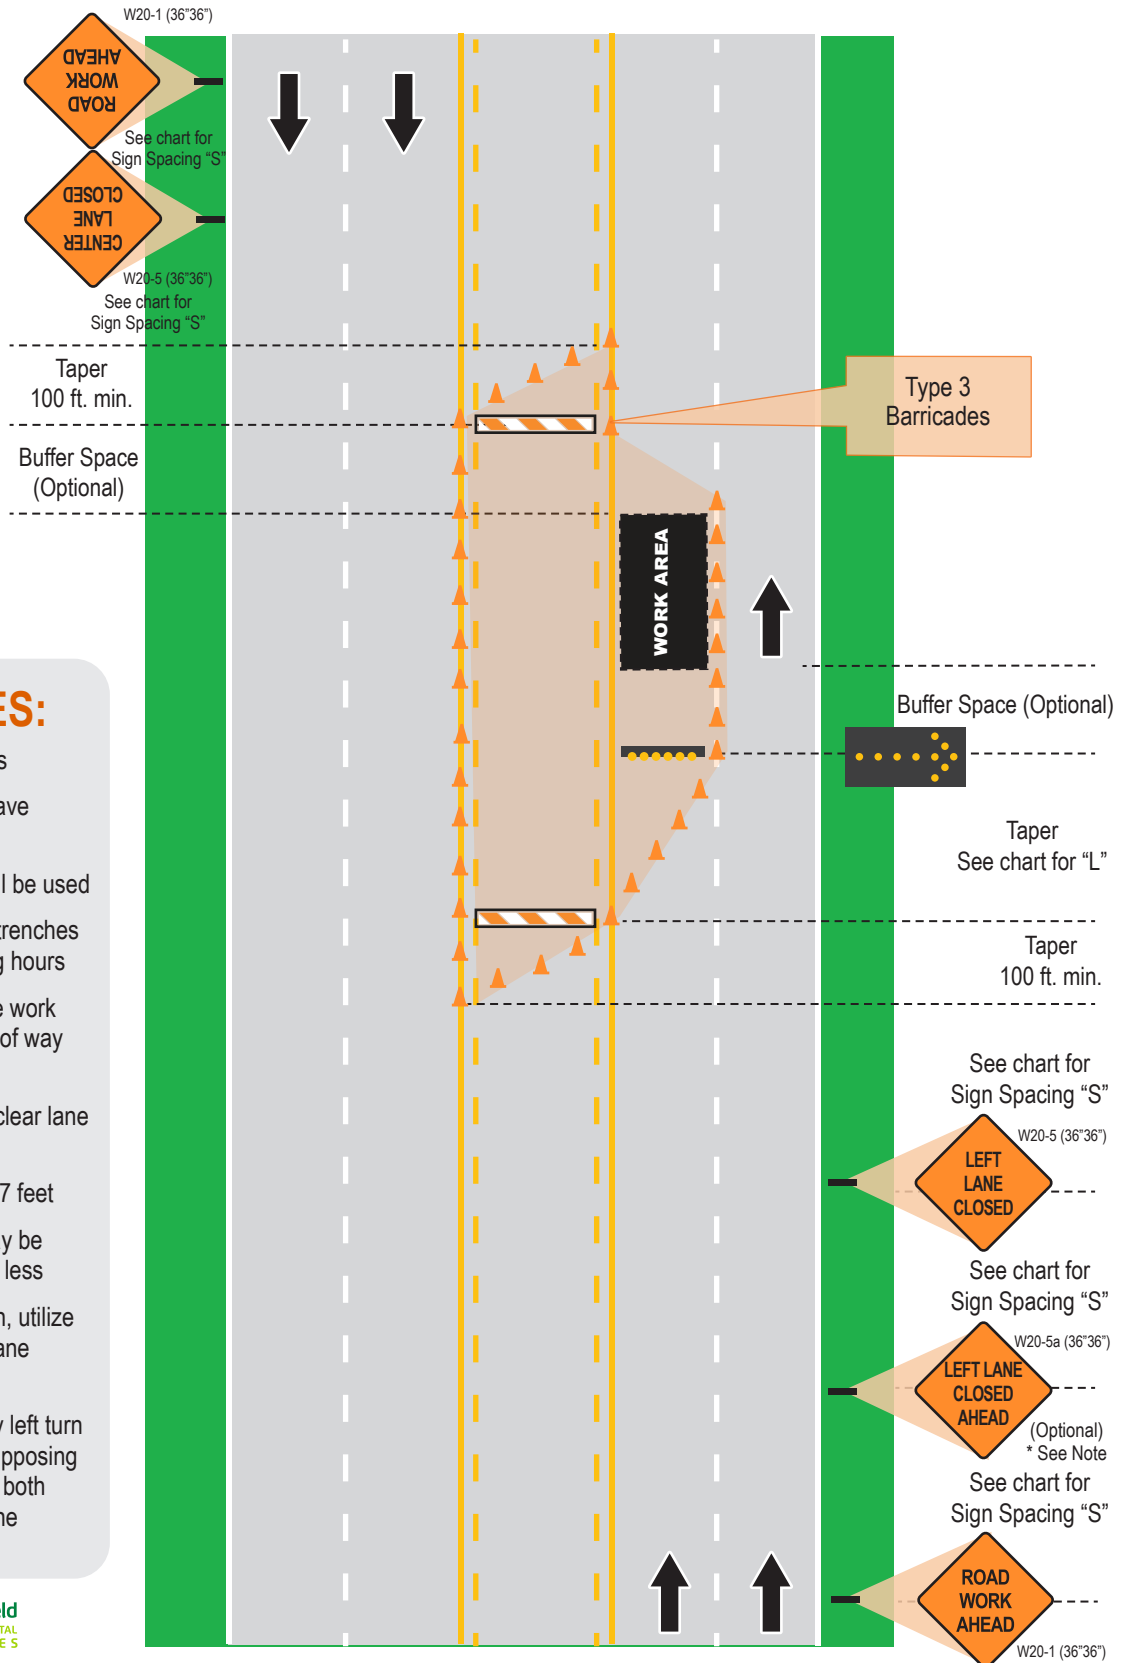 W20-1 (36"36")
ROAD
WORK
AHEAD
See chart for
Sign Spacing “S”
CENTER
LANE
CLOSED
W20-5 (36"36")
See chart for
Sign Spacing “S”
Taper
100 ft. min.
Buffer Space
(Optional)
Type 3
Barricades
WORK AREA
Buffer Space (Optional)
Taper
See chart for “L”
Taper
100 ft. min.
See chart for
Sign Spacing “S”
W20-5 (36"36")
LEFT
LANE
CLOSED
See chart for
Sign Spacing “S”
W20-5a (36"36")
LEFT LANE
CLOSED
AHEAD
(Optional)
* See Note
See chart for
Sign Spacing “S”
ROAD
WORK
AHEAD
W20-1 (36"36")
ES:
s
ave
l be used
renches
g hours
e work
of way
clear lane
7 feet
y be
less
n, utilize
ane
y left turn
pposing
both
ne
eld
TAL
E S